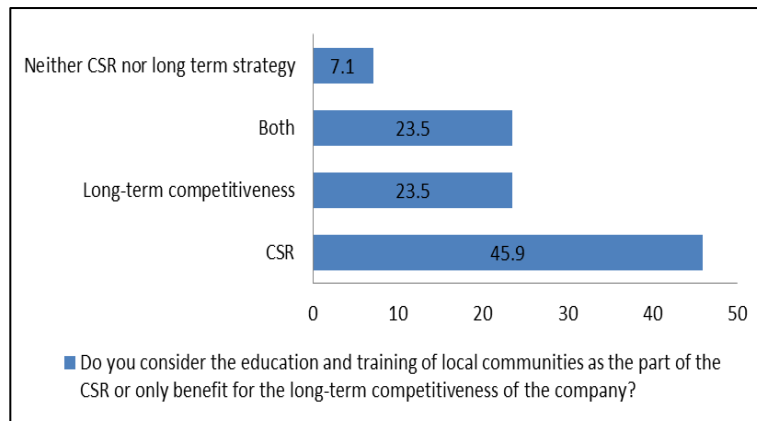 Neither CSR nor long term strategy
7.1
Both
23.5
Long-term competitiveness
23.5
CSR
45.9
0 10 20 30 40 50
Do you consider the education and training of local communities as the part of the
CSR or only benefit for the long-term competitiveness of the company?